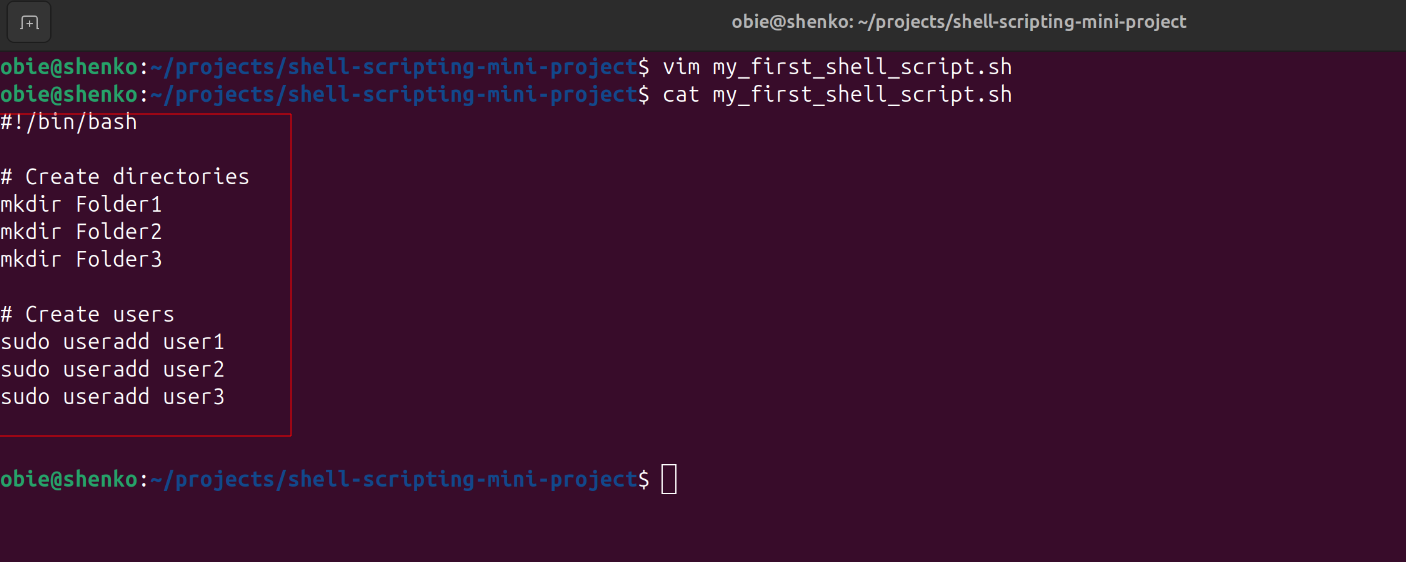 obie@shenko: ~/projects/shell-scripting-mini-project
obie@shenko:~/projects/shell-scripting-mini-project$ vim my_first_shell_script.sh
obie@shenko:~/projects/shell-scripting-mini-project$ cat my_first_shell_script.sh
#!/bin/bash
# Create directories
mkdir Folder1
mkdir Folder2
mkdir Folder3
# Create users
sudo useradd user1
sudo useradd user2
sudo useradd user3
obie@shenko:~/projects/shell-scripting-mini-project$